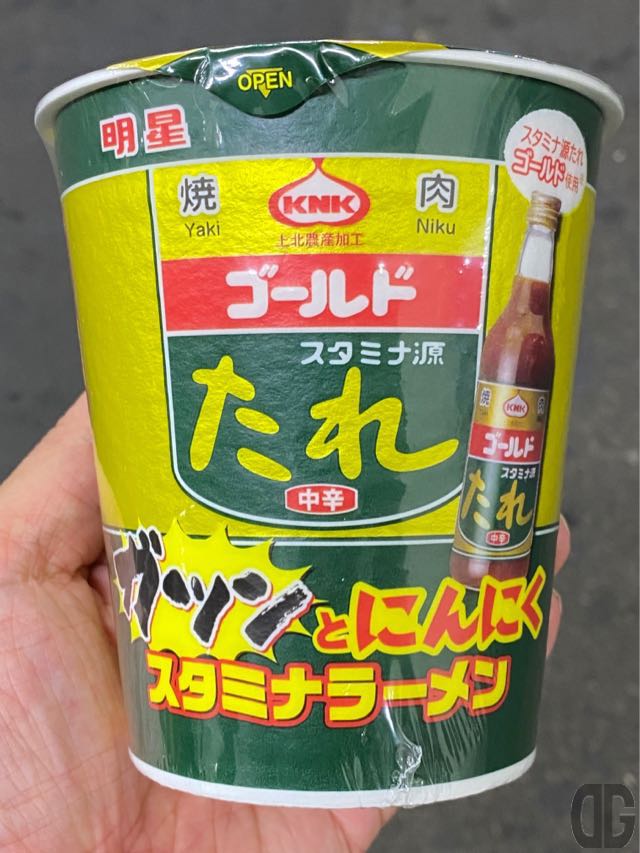 OPEN
明星
スタミナ源たれ
ゴールド使用
焼 肉
Yaki Niku
KNK
上北農産加工
ゴールド
スタミナ源
たれ
中辛
焼 肉
KNK
ゴールド
スタミナ源
たれ
中辛
ガツンとにんにく
スタミナラーメン
DG